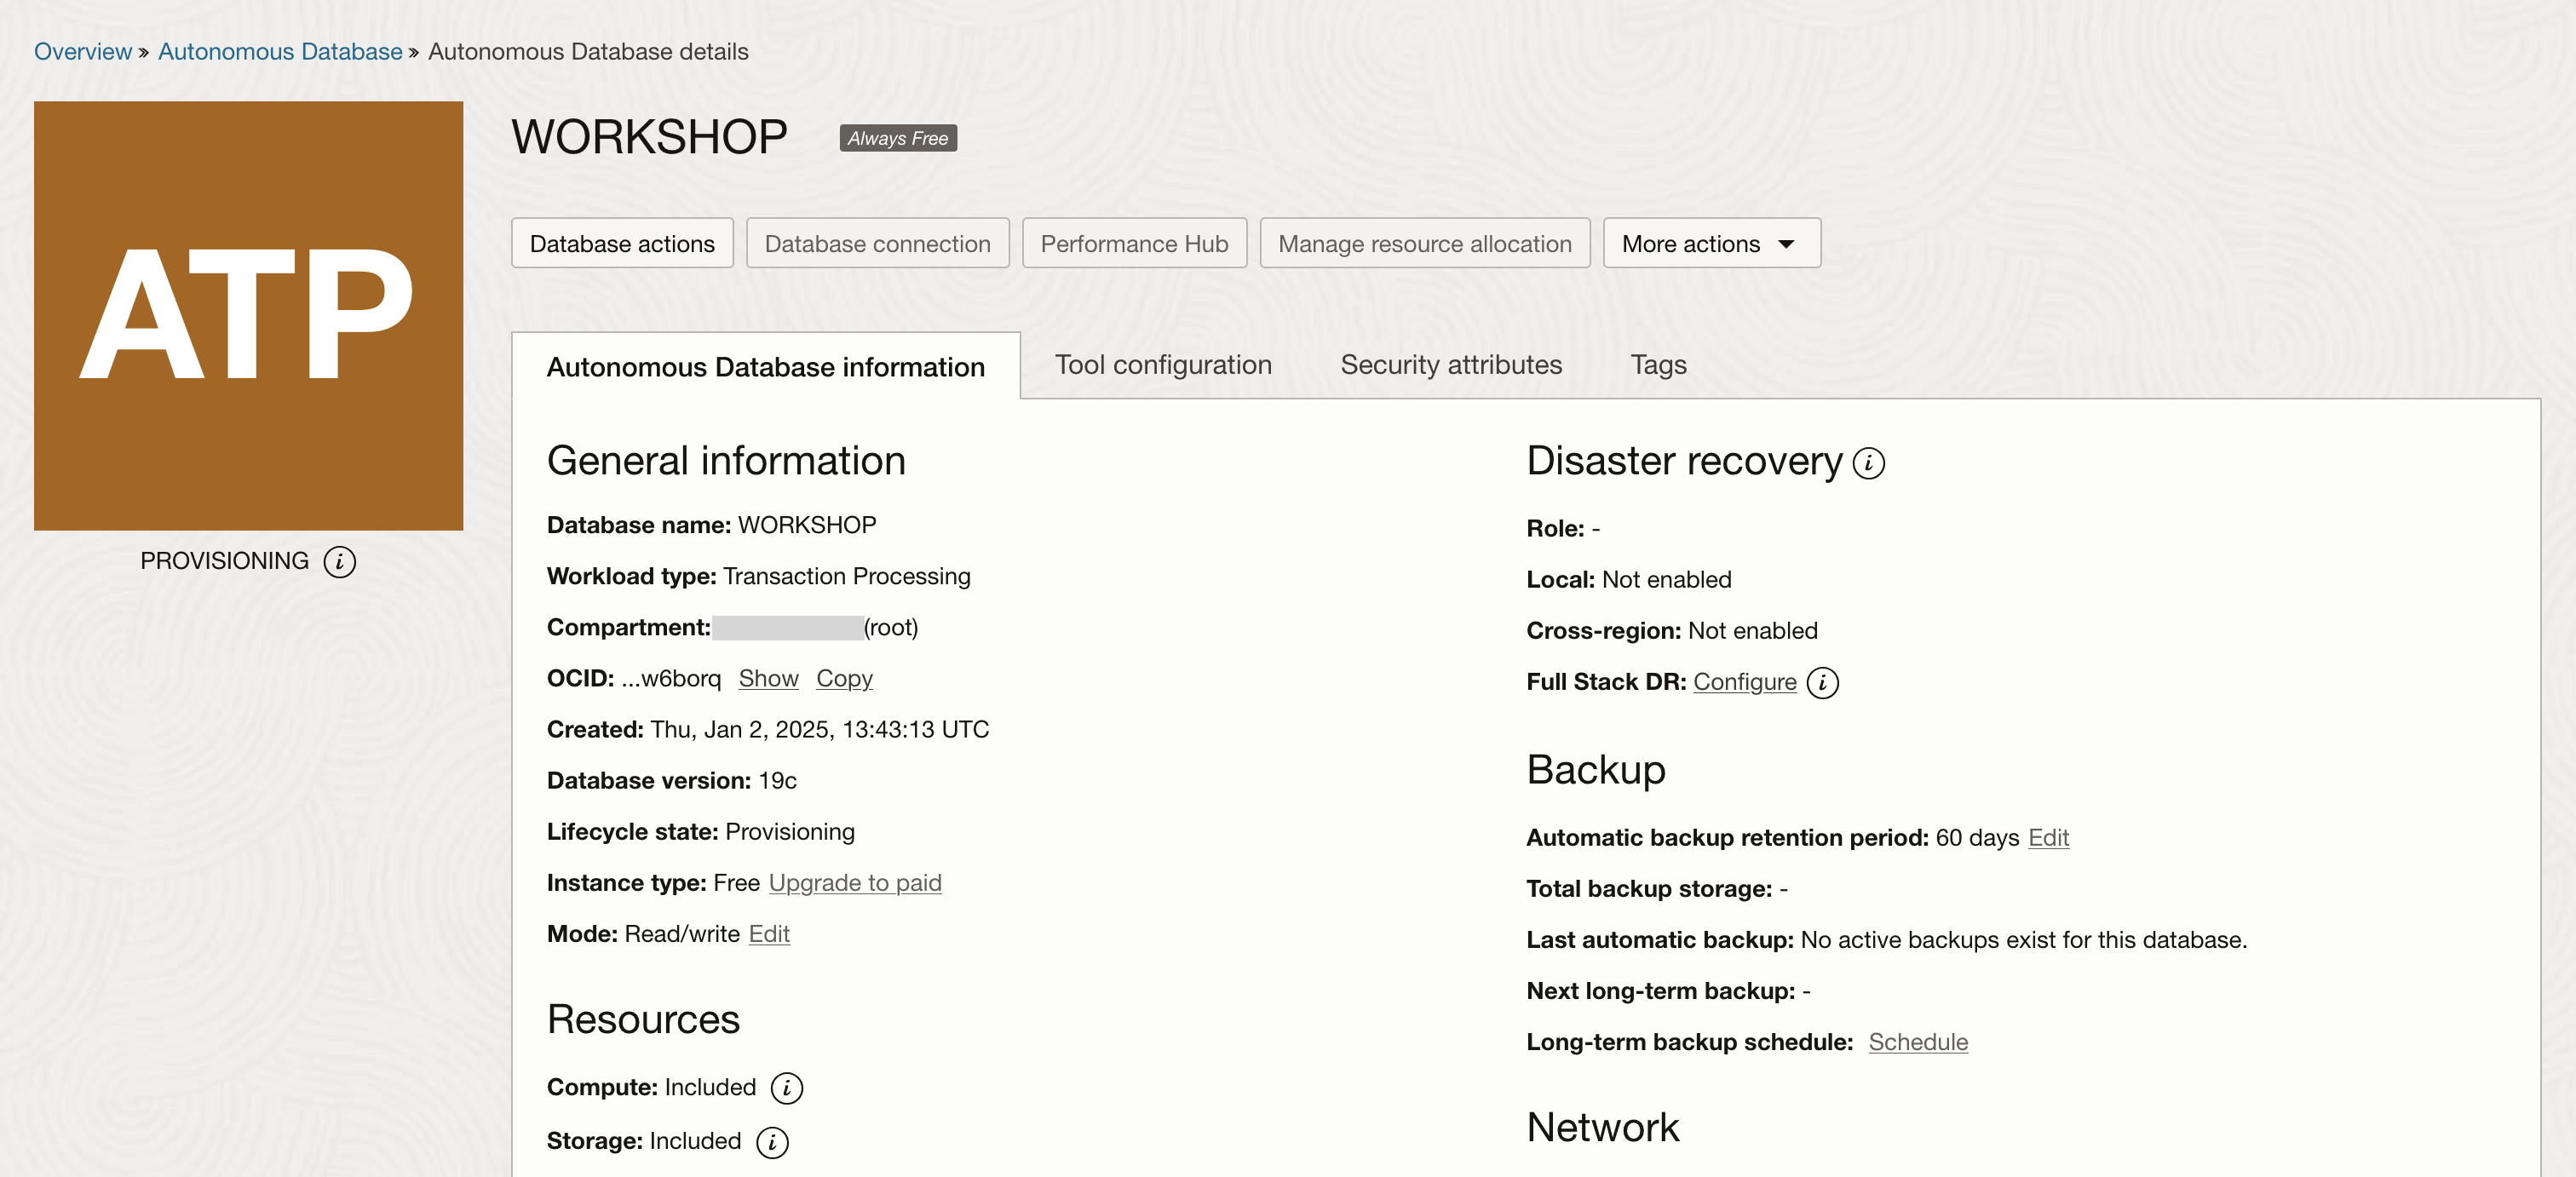 Overview » Autonomous Database » Autonomous Database details
ATP
PROVISIONING i
WORKSHOP Always Free
Database actions Database connection Performance Hub Manage resource allocation More actions
Autonomous Database information Tool configuration Security attributes Tags
General information
Database name: WORKSHOP
Workload type: Transaction Processing
Compartment: (root)
OCID: ...w6borq Show Copy
Created: Thu, Jan 2, 2025, 13:43:13 UTC
Database version: 19c
Lifecycle state: Provisioning
Instance type: Free Upgrade to paid
Mode: Read/write Edit
Resources
Compute: Included i
Storage: Included i
Disaster recovery i
Role: -
Local: Not enabled
Cross-region: Not enabled
Full Stack DR: Configure i
Backup
Automatic backup retention period: 60 days Edit
Total backup storage: -
Last automatic backup: No active backups exist for this database.
Next long-term backup: -
Long-term backup schedule: Schedule
Network